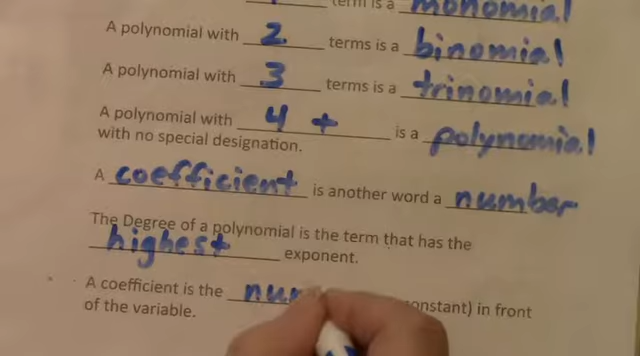 term is a monomial
A polynomial with 2 terms is a binomial
A polynomial with 3 terms is a trinomial
A polynomial with 4 + is a polynomial
with no special designation.
A coefficient is another word a number
The Degree of a polynomial is the term that has the
highest exponent.
A coefficient is the constant) in front
of the variable.